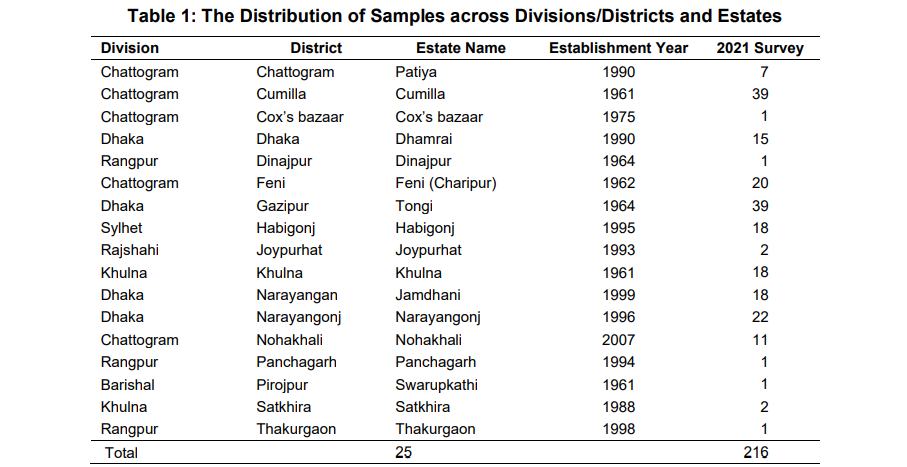 Table 1: The Distribution of Samples across Divisions/Districts and Estates
Division District Estate Name Establishment Year 2021 Survey
Chattogram Chattogram Patiya 1990 7
Chattogram Cumilla Cumilla 1961 39
Chattogram Cox’s bazaar Cox’s bazaar 1975 1
Dhaka Dhaka Dhamrai 1990 15
Rangpur Dinajpur Dinajpur 1964 1
Chattogram Feni Feni (Charipur) 1962 20
Dhaka Gazipur Tongi 1964 39
Sylhet Habigonj Habigonj 1995 18
Rajshahi Joypurhat Joypurhat 1993 2
Khulna Khulna Khulna 1961 18
Dhaka Narayangan Jamdhani 1999 18
Dhaka Narayangonj Narayangonj 1996 22
Chattogram Nohakhali Nohakhali 2007 11
Rangpur Panchagarh Panchagarh 1994 1
Barishal Pirojpur Swarupkathi 1961 1
Khulna Satkhira Satkhira 1988 2
Rangpur Thakurgaon Thakurgaon 1998 1
Total 25 216